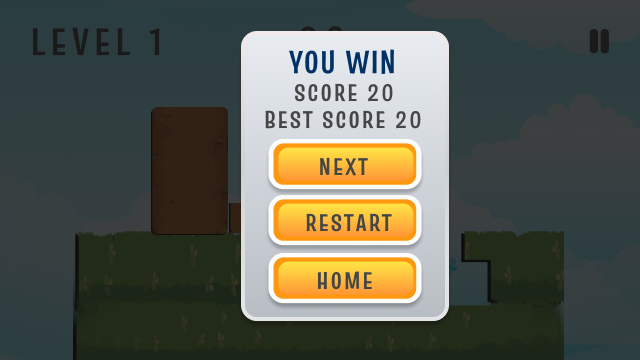 LEVEL 1
YOU WIN
SCORE 20
BEST SCORE 20
NEXT
RESTART
HOME